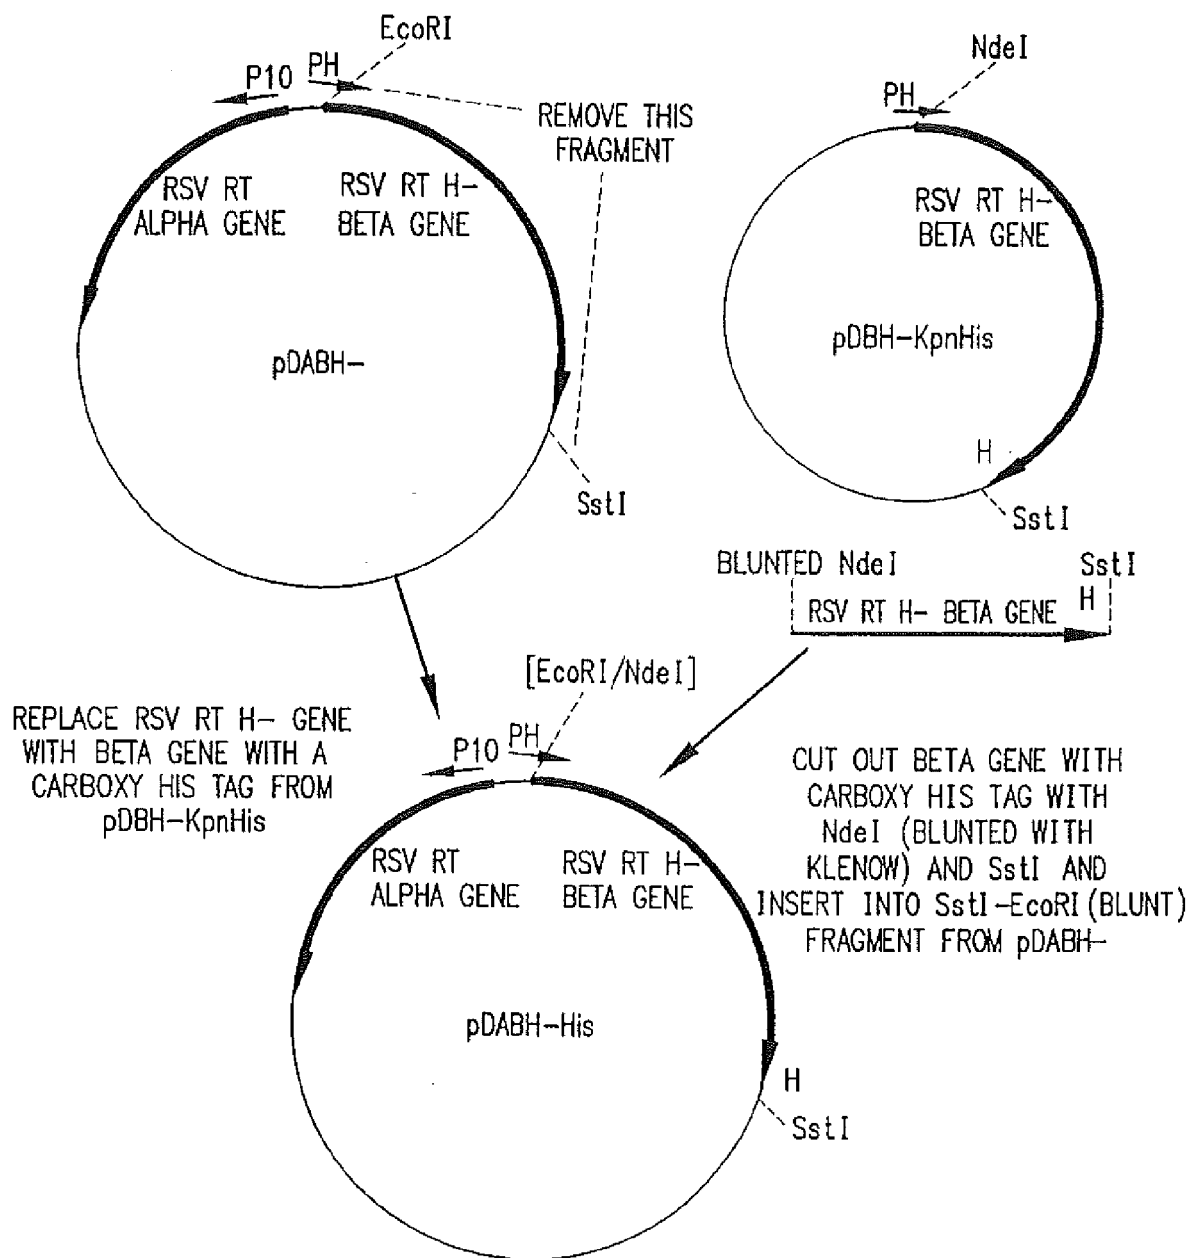 EcoRI
P10
PH
REMOVE THIS
FRAGMENT
RSV RT
ALPHA GENE
RSV RT H-
BETA GENE
pDABH-
SstI
NdeI
PH
RSV RT H-
BETA GENE
pDBH-KpnHis
H
SstI
BLUNTED NdeI
SstI
H
RSV RT H- BETA GENE
REPLACE RSV RT H- GENE
WITH BETA GENE WITH A
CARBOXY HIS TAG FROM
pDBH-KpnHis
[EcoRI/NdeI]
P10
PH
RSV RT
ALPHA GENE
RSV RT H-
BETA GENE
pDABH-His
H
SstI
CUT OUT BETA GENE WITH
CARBOXY HIS TAG WITH
NdeI (BLUNTED WITH
KLENOW) AND SstI AND
INSERT INTO SstI-EcoRI (BLUNT)
FRAGMENT FROM pDABH-